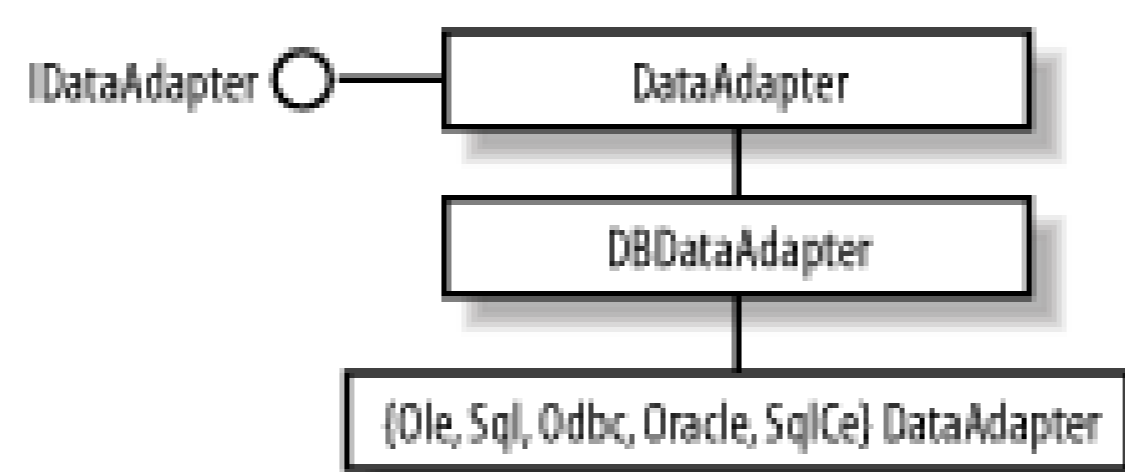 IDataAdapter
DataAdapter
DBDataAdapter
{Ole, Sql, Odbc, Oracle, SqlCe} DataAdapter